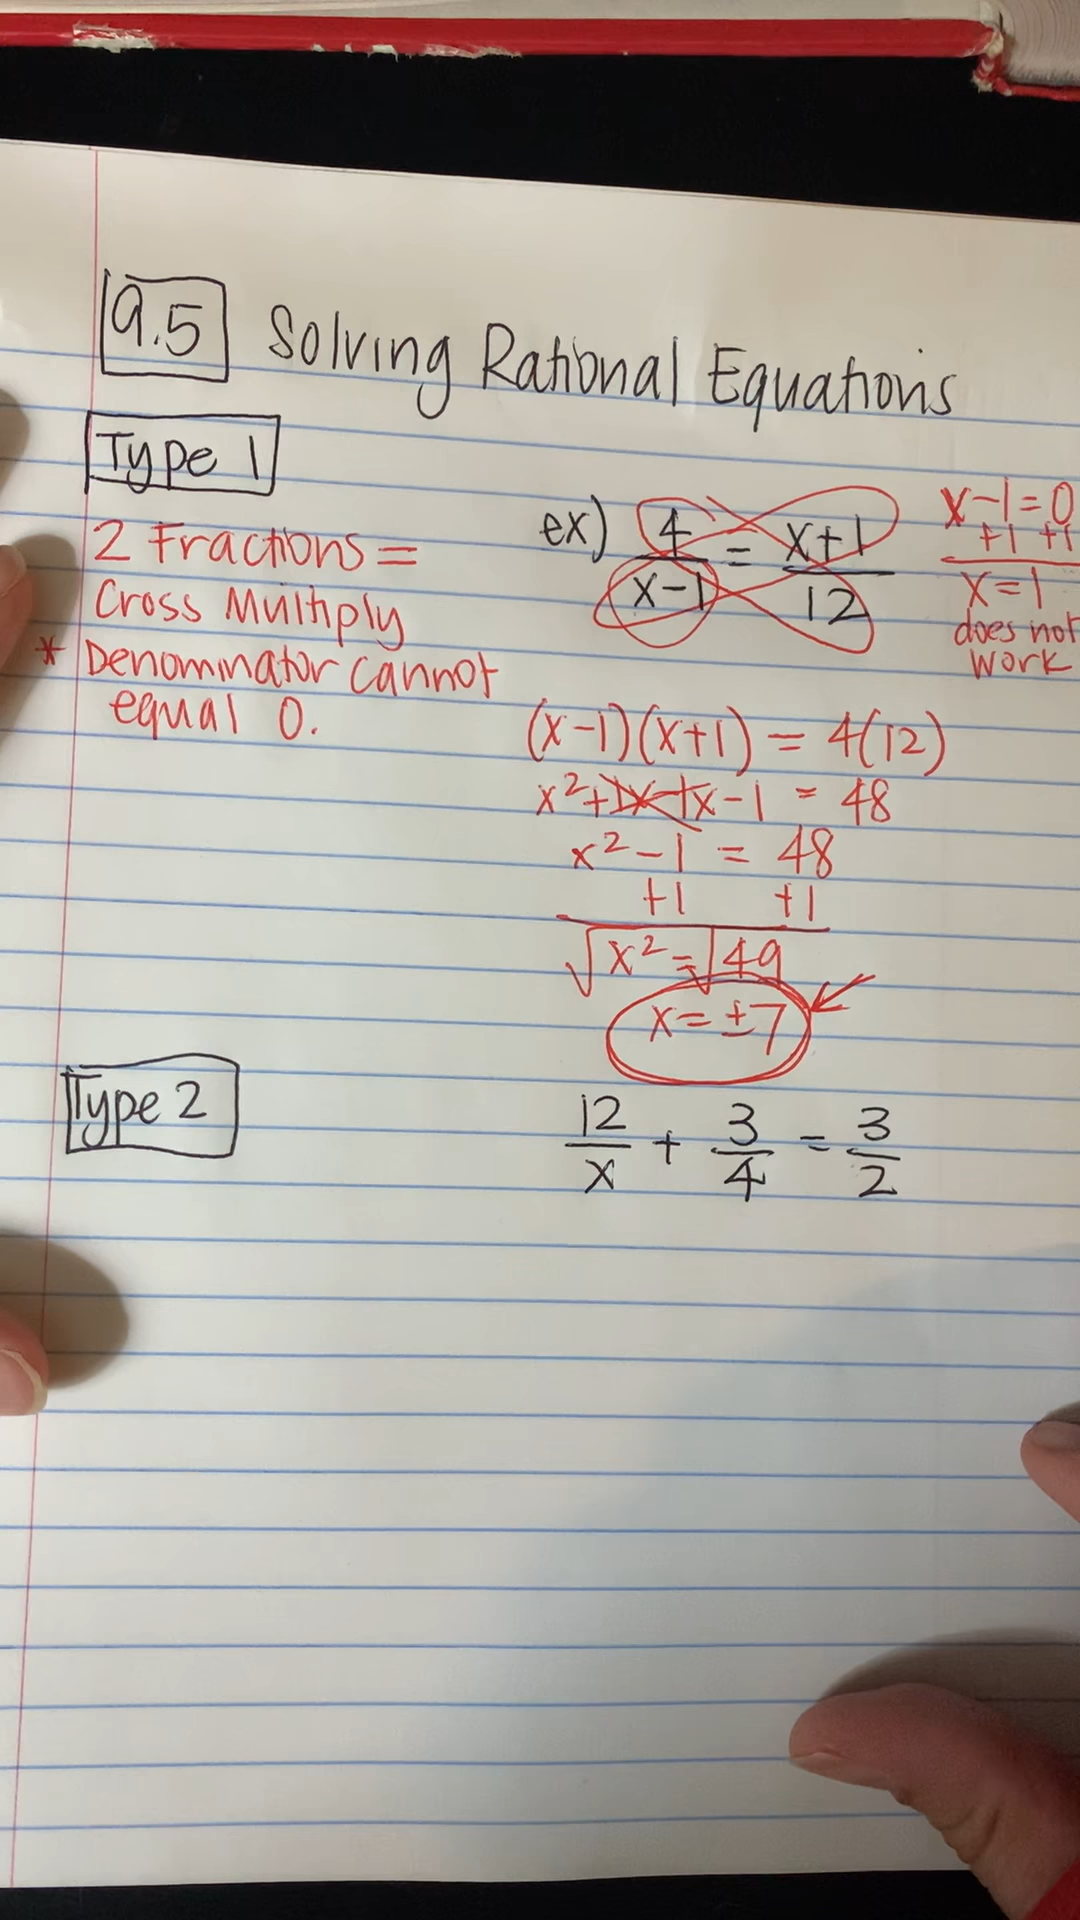 9.5 Solving Rational Equations
Type 1
2 Fractions =
Cross Multiply
* Denominator cannot
equal 0.
ex) 4/x-1 = x+1/12
x-1=0
+1 +1
x=1
does not
work
(x-1)(x+1) = 4(12)
x²+1x-1x-1 = 48
x²-1 = 48
+1 +1
√x² = √49
x = ±7
Type 2
12/x + 3/4 = 3/2